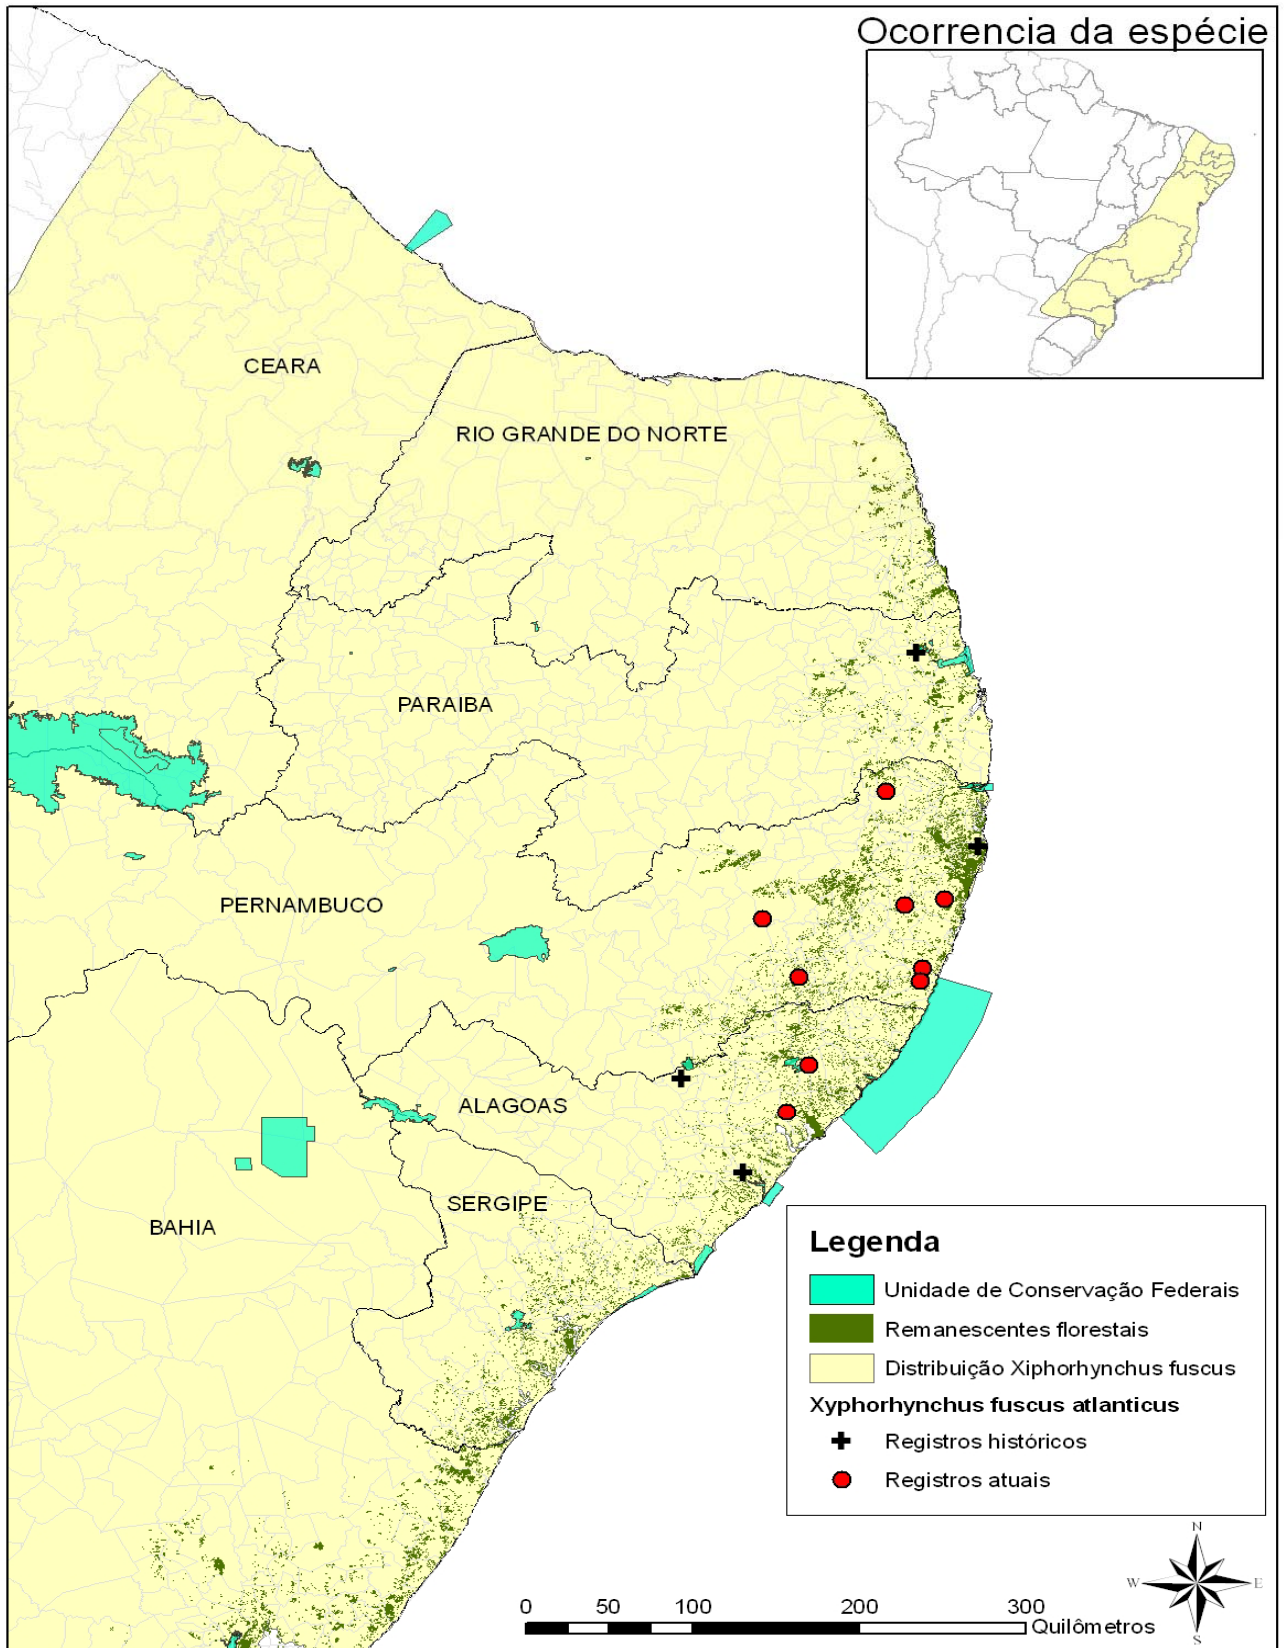 Ocorrencia da espécie
CEARA
RIO GRANDE DO NORTE
PARAIBA
PERNAMBUCO
ALAGOAS
SERGIPE
BAHIA
Legenda
Unidade de Conservação Federais
Remanescentes florestais
Distribuição Xiphorhynchus fuscus
Xyphorhynchus fuscus atlanticus
Registros históricos
Registros atuais
N
W E
S
0 50 100 200 300
Quilômetros